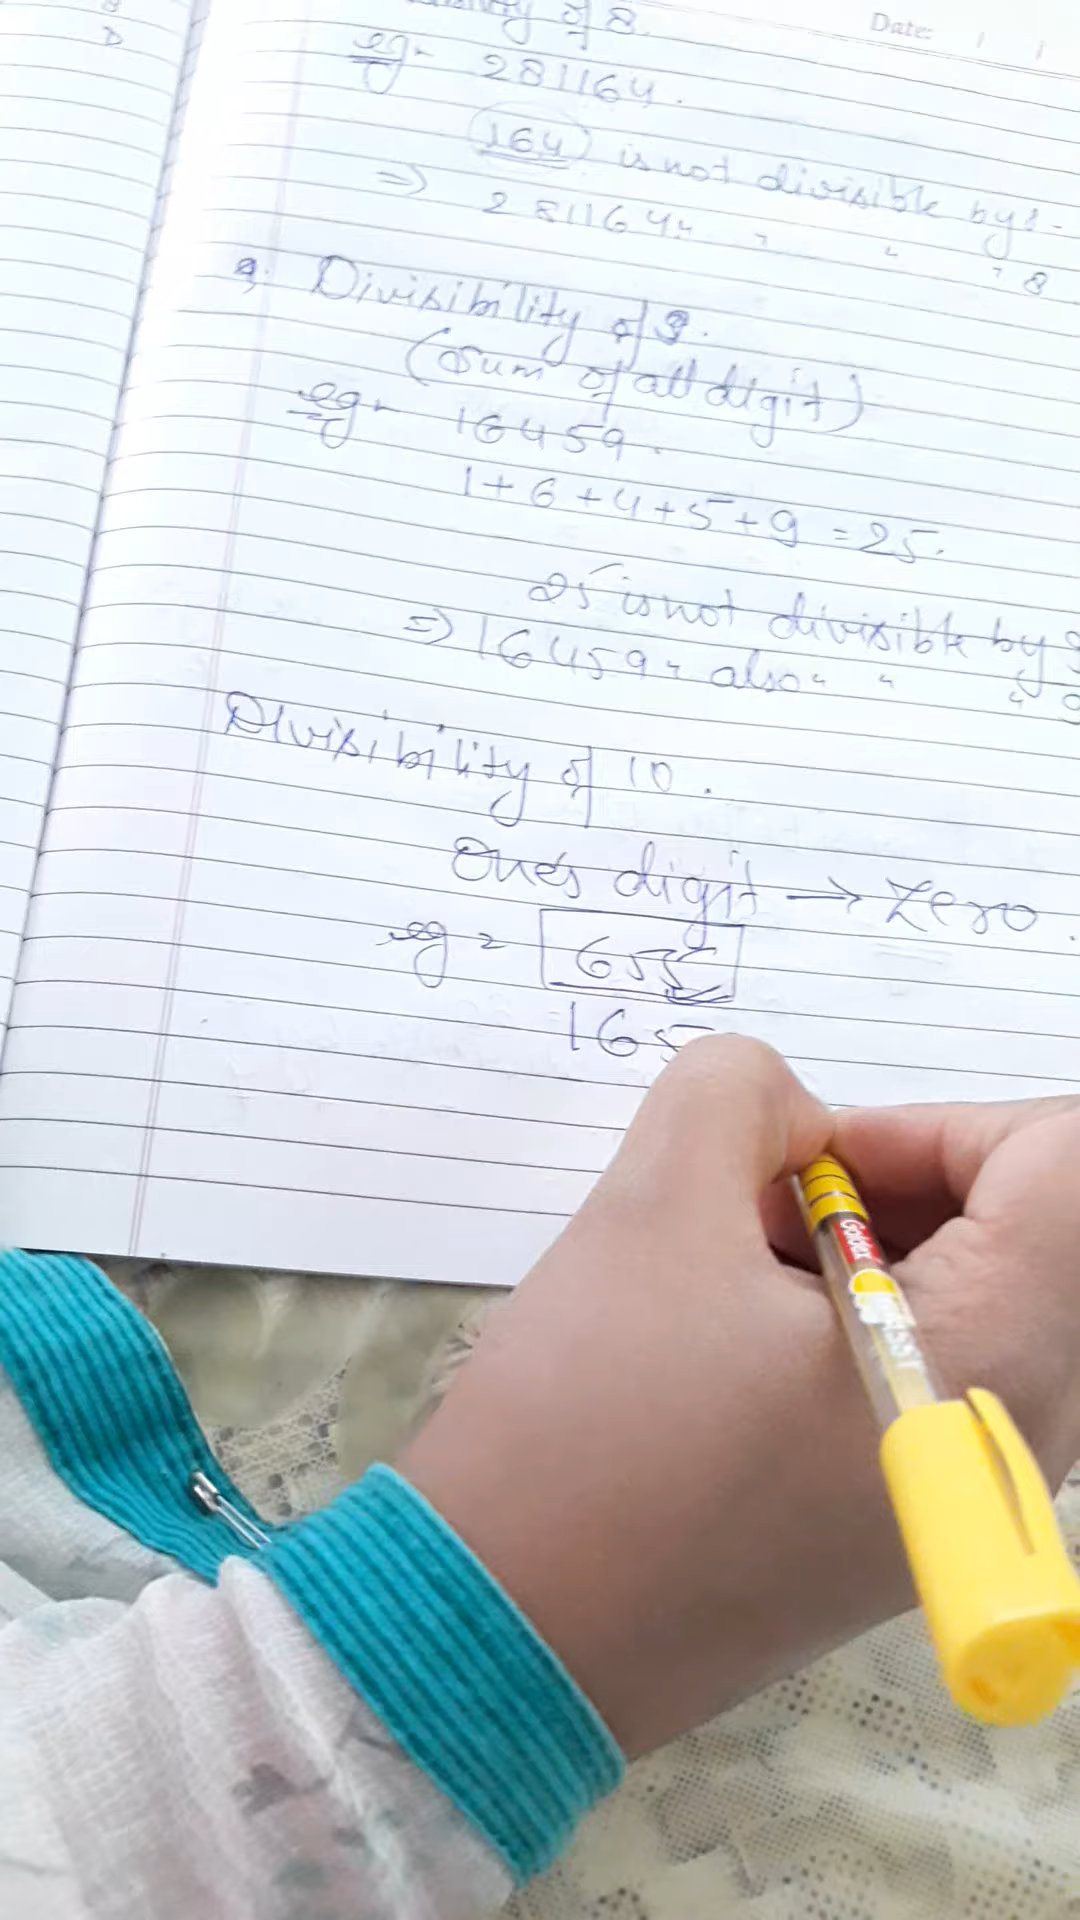 of 8.
Date:
eg- 281164.
164 is not divisible by 8-
=> 281164 " " " " 8
9. Divisibility of 9.
(Sum of all digit)
eg- 16459.
1+6+4+5+9=25.
25 is not divisible by 9
=> 16459 " also " " " 9
Divisibility of 10.
One's digit → Zero.
eg = 655
165
Goldex